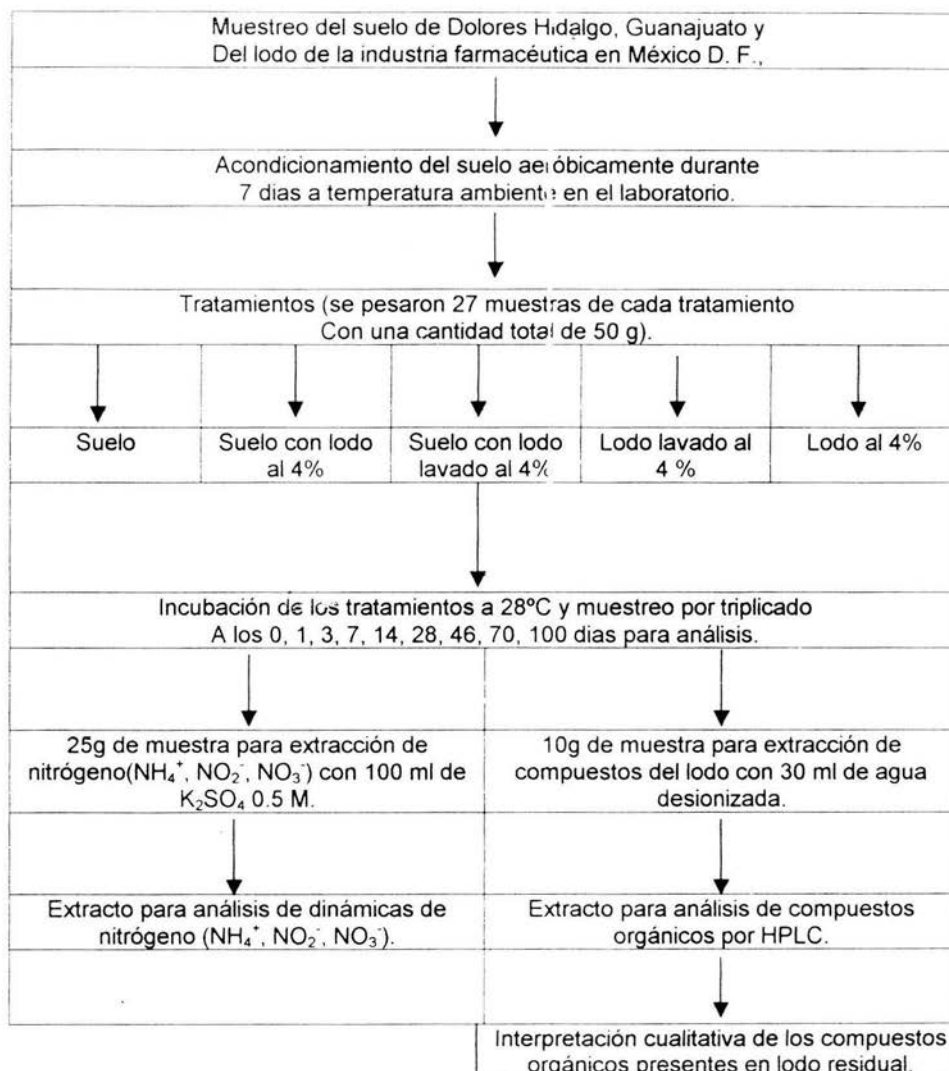 Muestreo del suelo de Dolores Hidalgo, Guanajuato y
Del lodo de la industria farmacéutica en México D. F.,
Acondicionamiento del suelo aeróbicamente durante
7 dias a temperatura ambiente en el laboratorio.
Tratamientos (se pesaron 27 muestras de cada tratamiento
Con una cantidad total de 50 g).
Suelo
Suelo con lodo
al 4%
Suelo con lodo
lavado al 4%
Lodo lavado al
4 %
Lodo al 4%
Incubación de los tratamientos a 28ºC y muestreo por triplicado
A los 0, 1, 3, 7, 14, 28, 46, 70, 100 dias para análisis.
25g de muestra para extracción de
nitrógeno(NH₄⁺, NO₂⁻, NO₃⁻) con 100 ml de
K₂SO₄ 0.5 M.
10g de muestra para extracción de
compuestos del lodo con 30 ml de agua
desionizada.
Extracto para análisis de dinámicas de
nitrógeno (NH₄⁺, NO₂⁻, NO₃⁻).
Extracto para análisis de compuestos
orgánicos por HPLC.
Interpretación cualitativa de los compuestos
orgánicos presentes en lodo residual.